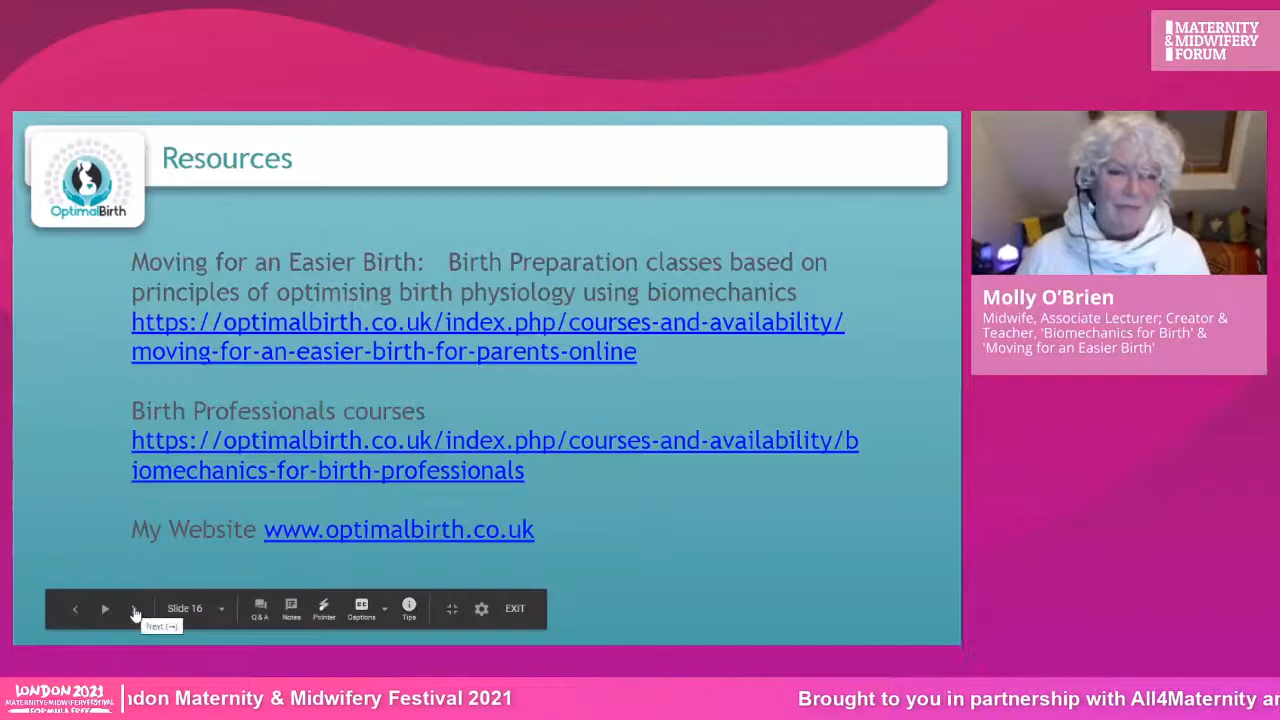 MATERNITY
& MIDWIFERY
FORUM
Resources
OptimalBirth
Moving for an Easier Birth: Birth Preparation classes based on
principles of optimising birth physiology using biomechanics
https://optimalbirth.co.uk/index.php/courses-and-availability/
moving-for-an-easier-birth-for-parents-online
Birth Professionals courses
https://optimalbirth.co.uk/index.php/courses-and-availability/b
iomechanics-for-birth-professionals
My Website www.optimalbirth.co.uk
Slide 16
Q&A
Notes
Pointer
Captions
Tips
EXIT
Next (→)
Molly O’Brien
Midwife, Associate Lecturer; Creator &
Teacher, 'Biomechanics for Birth' &
'Moving for an Easier Birth'
LONDON 2021
MATERNITY&MIDWIFERYFESTIVAL
FORMULA FREE
ndon Maternity & Midwifery Festival 2021
Brought to you in partnership with All4Maternity ar